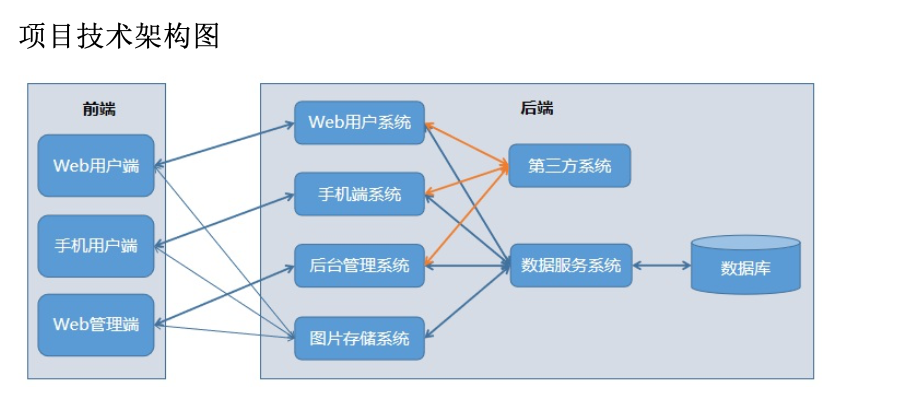 项目技术架构图
前端
Web用户端
手机用户端
Web管理端
后端
Web用户系统
手机端系统
后台管理系统
图片存储系统
第三方系统
数据服务系统
数据库